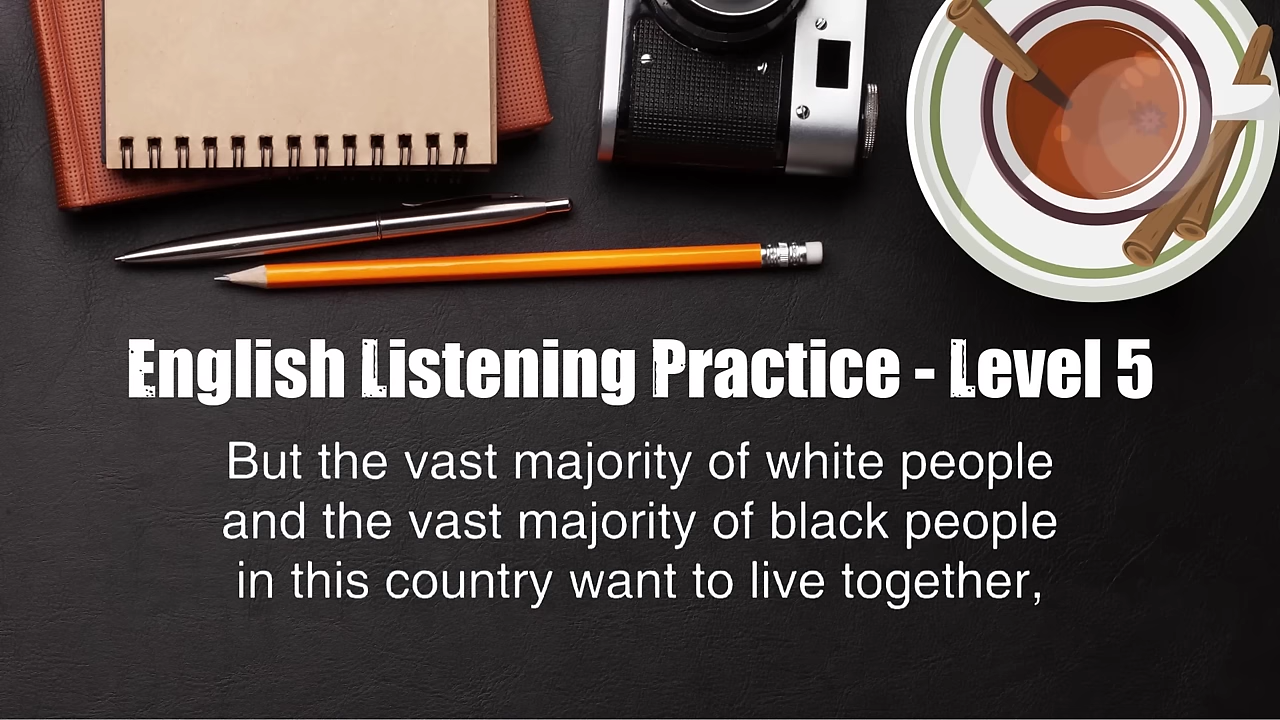 English Listening Practice - Level 5
But the vast majority of white people
and the vast majority of black people
in this country want to live together,